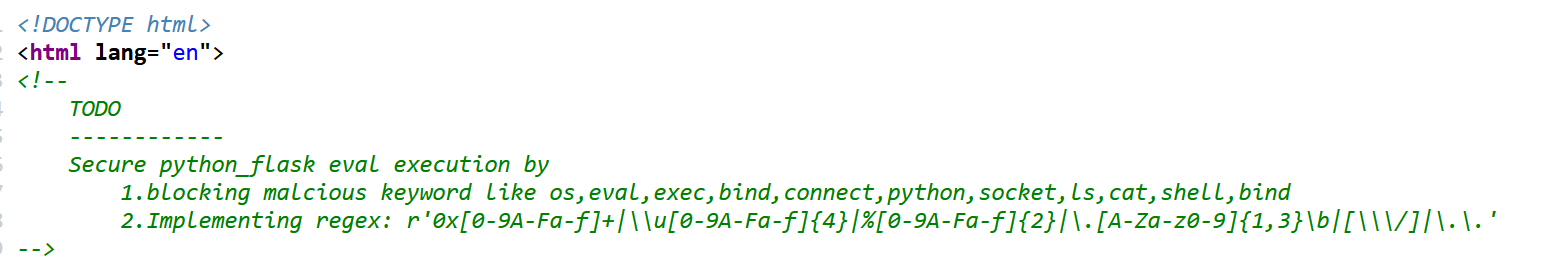 <!DOCTYPE html>
<html lang="en">
<!--
TODO
------------
Secure python_flask eval execution by
1.blocking malcious keyword like os,eval,exec,bind,connect,python,socket,ls,cat,shell,bind
2.Implementing regex: r'0x[0-9A-Fa-f]+|\\u[0-9A-Fa-f]{4}|%[0-9A-Fa-f]{2}|\.[A-Za-z0-9]{1,3}\b|[\\\/]|\.\.'
-->